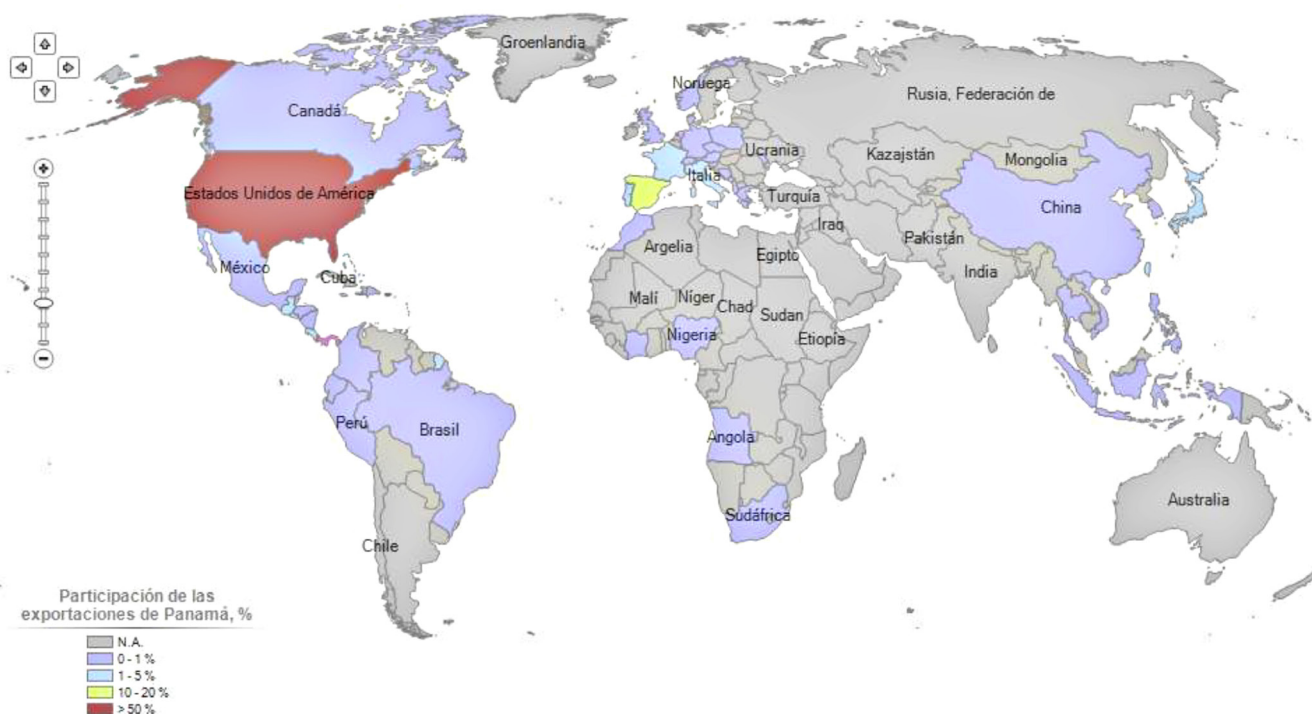 Groenlandia
Noruega
Rusia, Federación de
Canadá
Ucrania
Kazajstán
Mongolia
Italia
Estados Unidos de América
Turquía
China
Iraq
Argelia
Egipto
Pakistán
México
Cuba
India
Malí
Níger
Chad
Sudan
Nigeria
Etiopía
Perú
Brasil
Angola
Australia
Sudáfrica
Chile
Participación de las
exportaciones de Panamá, %
N.A.
0 - 1 %
1 - 5 %
10 - 20 %
> 50 %